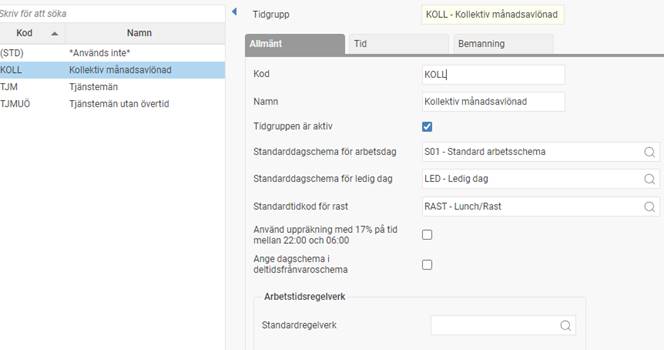 Skriv för att söka
Kod Namn
(STD) *Används inte*
KOLL Kollektiv månadsavlönad
TJM Tjänstemän
TJMUÖ Tjänstemän utan övertid
Tidgrupp KOLL - Kollektiv månadsavlönad
Allmänt Tid Bemanning
Kod KOLL
Namn Kollektiv månadsavlönad
Tidgruppen är aktiv
Standarddagschema för arbetsdag S01 - Standard arbetsschema
Standarddagschema för ledig dag LED - Ledig dag
Standardtidkod för rast RAST - Lunch/Rast
Använd uppräkning med 17% på tid
mellan 22:00 och 06:00
Ange dagschema i
deltidsfrånvaroschema
Arbetstidsregelverk
Standardregelverk